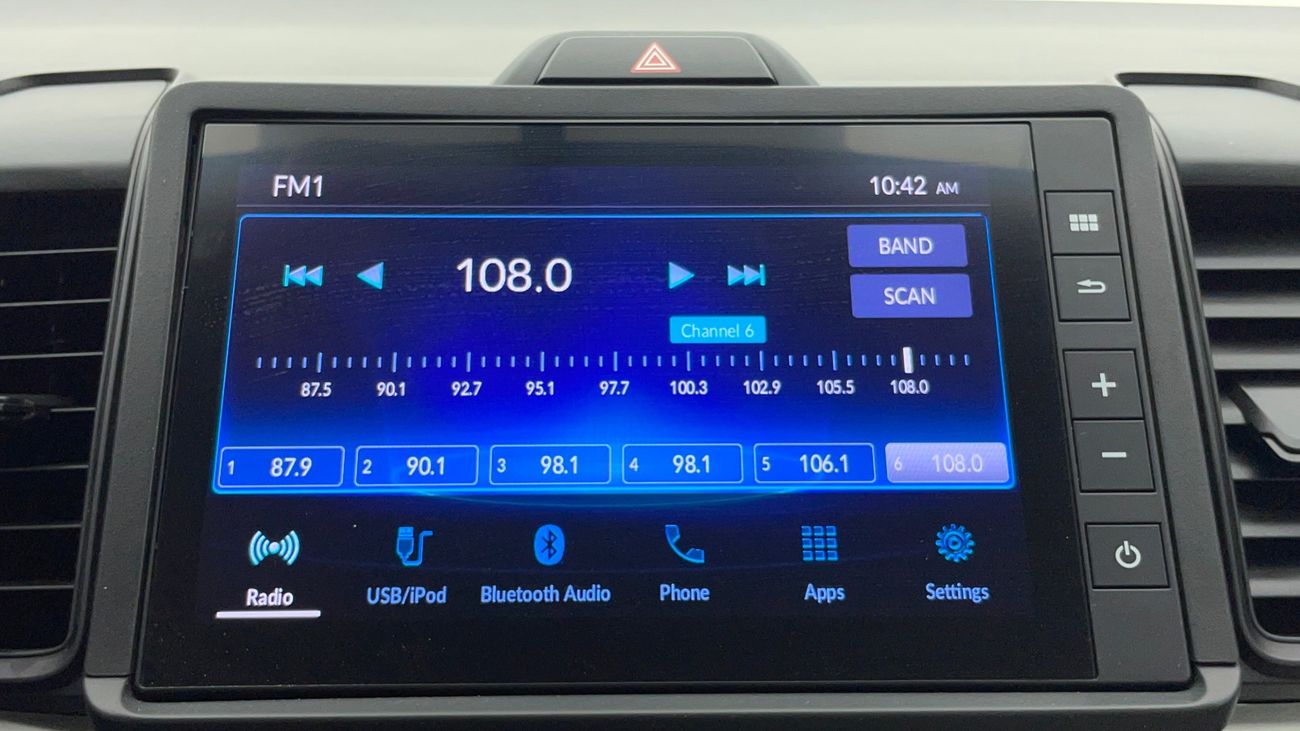 FM1 10:42 AM
108.0
BAND
SCAN
Channel 6
87.5 90.1 92.7 95.1 97.7 100.3 102.9 105.5 108.0
1 87.9 2 90.1 3 98.1 4 98.1 5 106.1 6 108.0
Radio USB/iPod Bluetooth Audio Phone Apps Settings